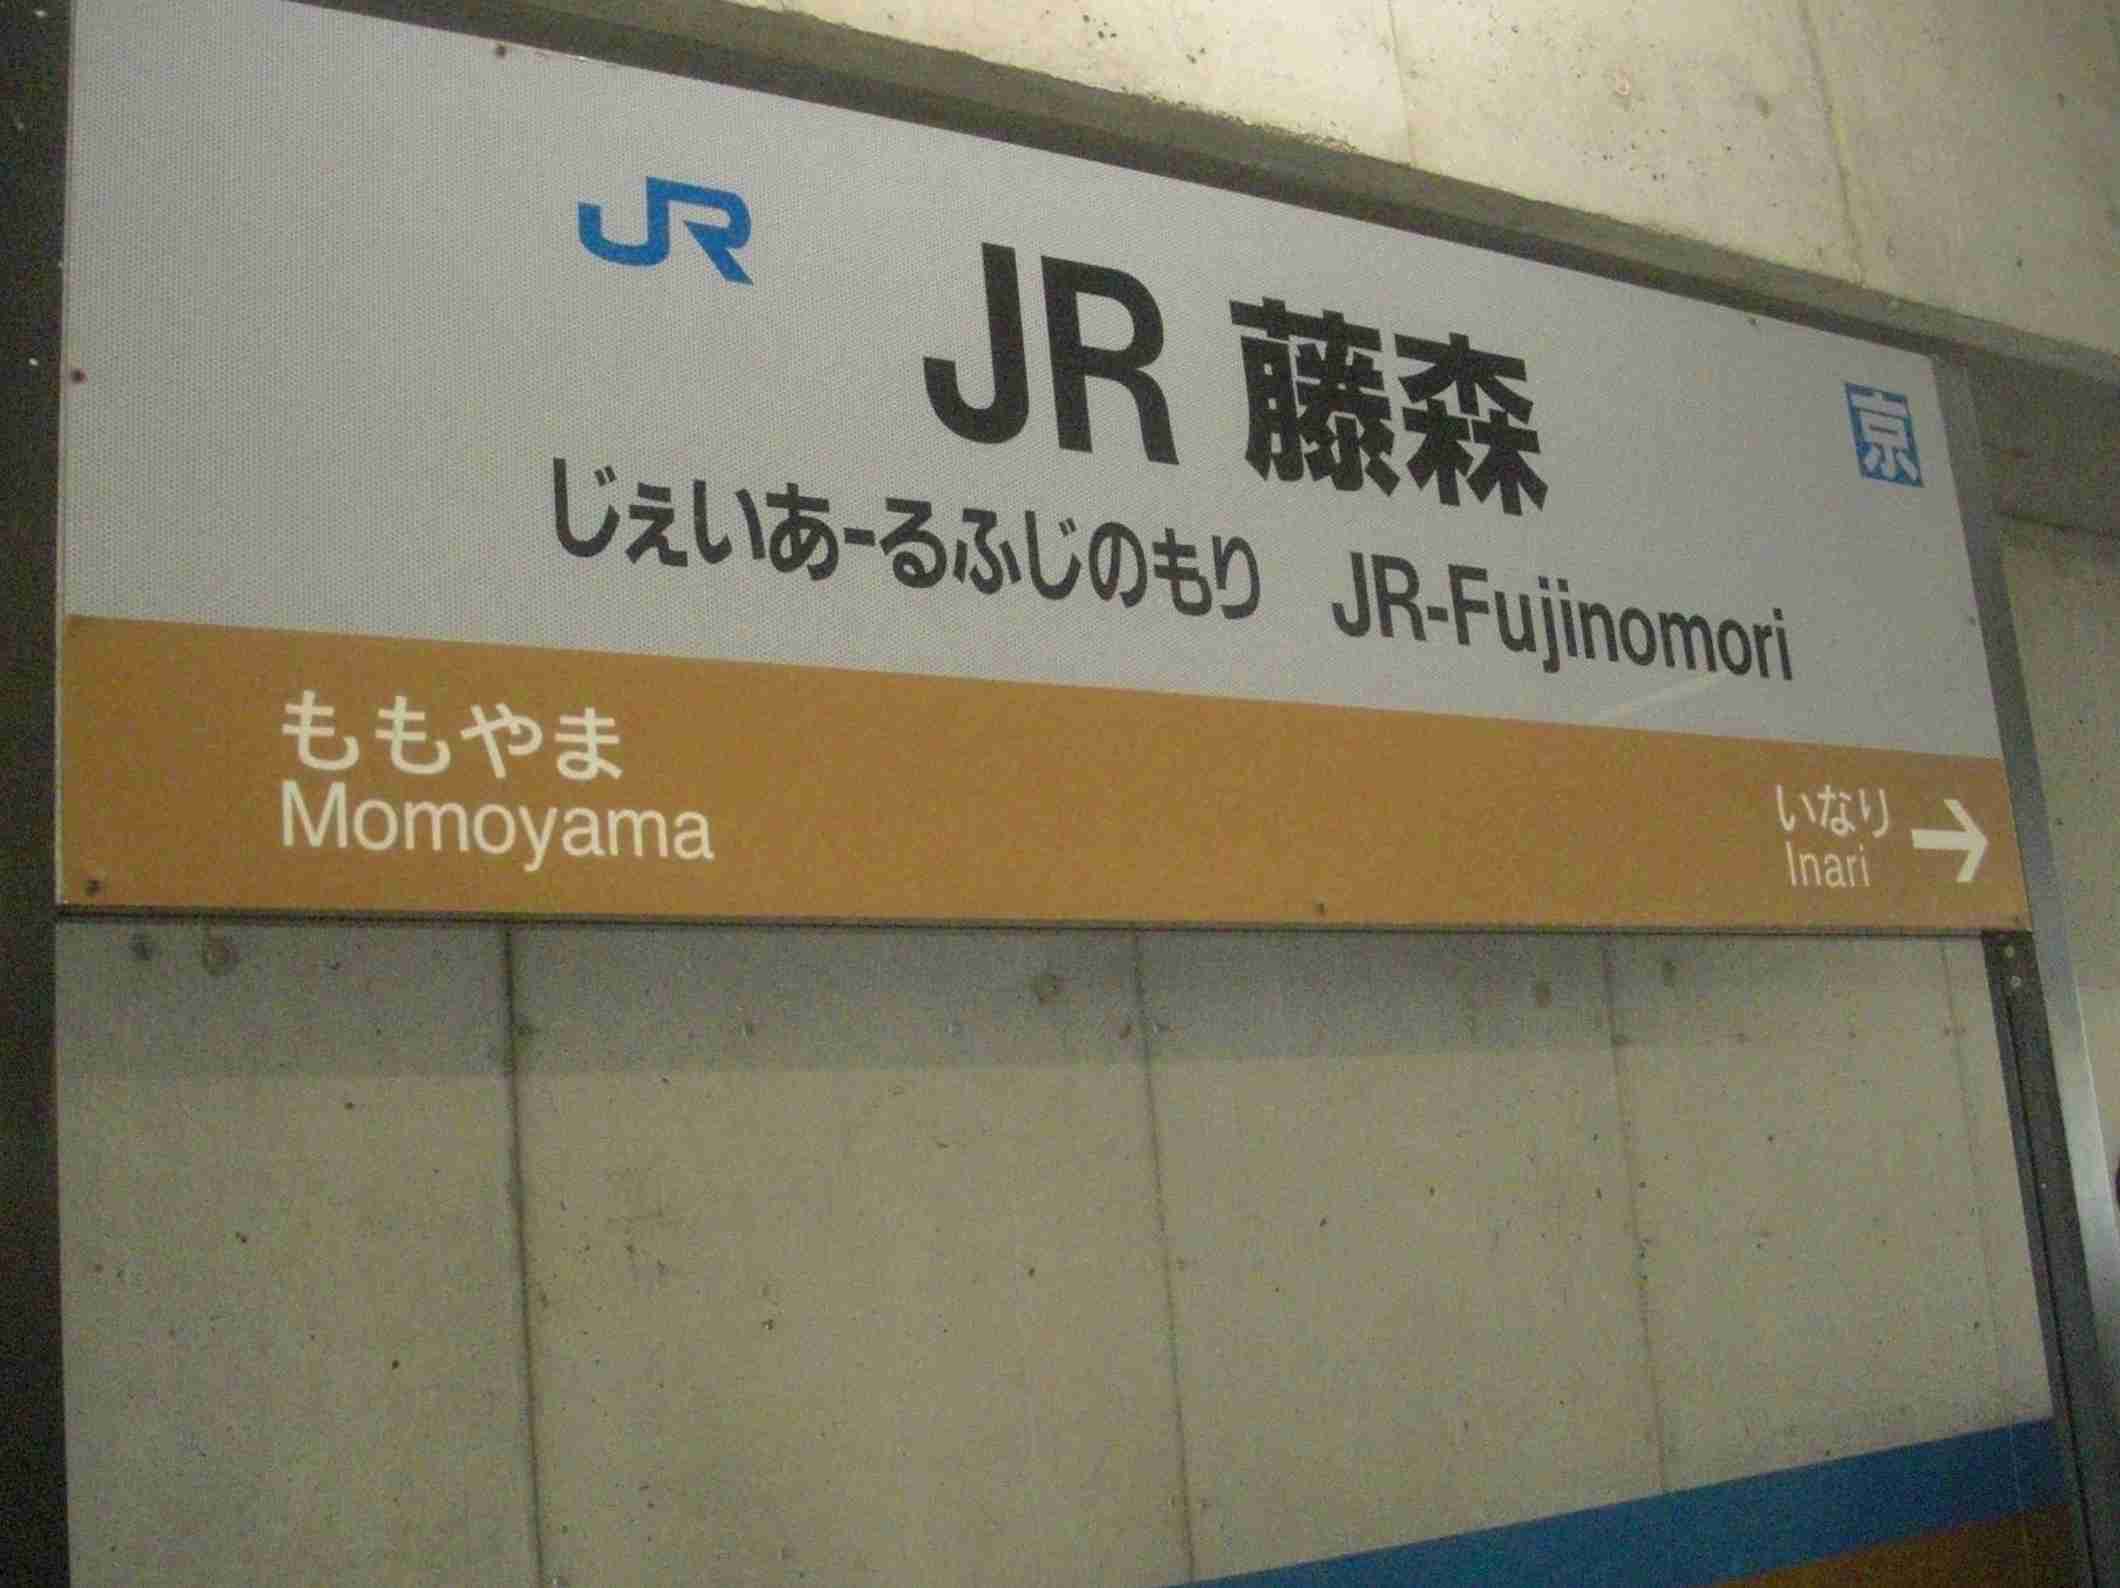 JR
JR 藤森
京
じぇいあーるふじのもり JR-Fujinomori
ももやま
Momoyama
いなり →
Inari